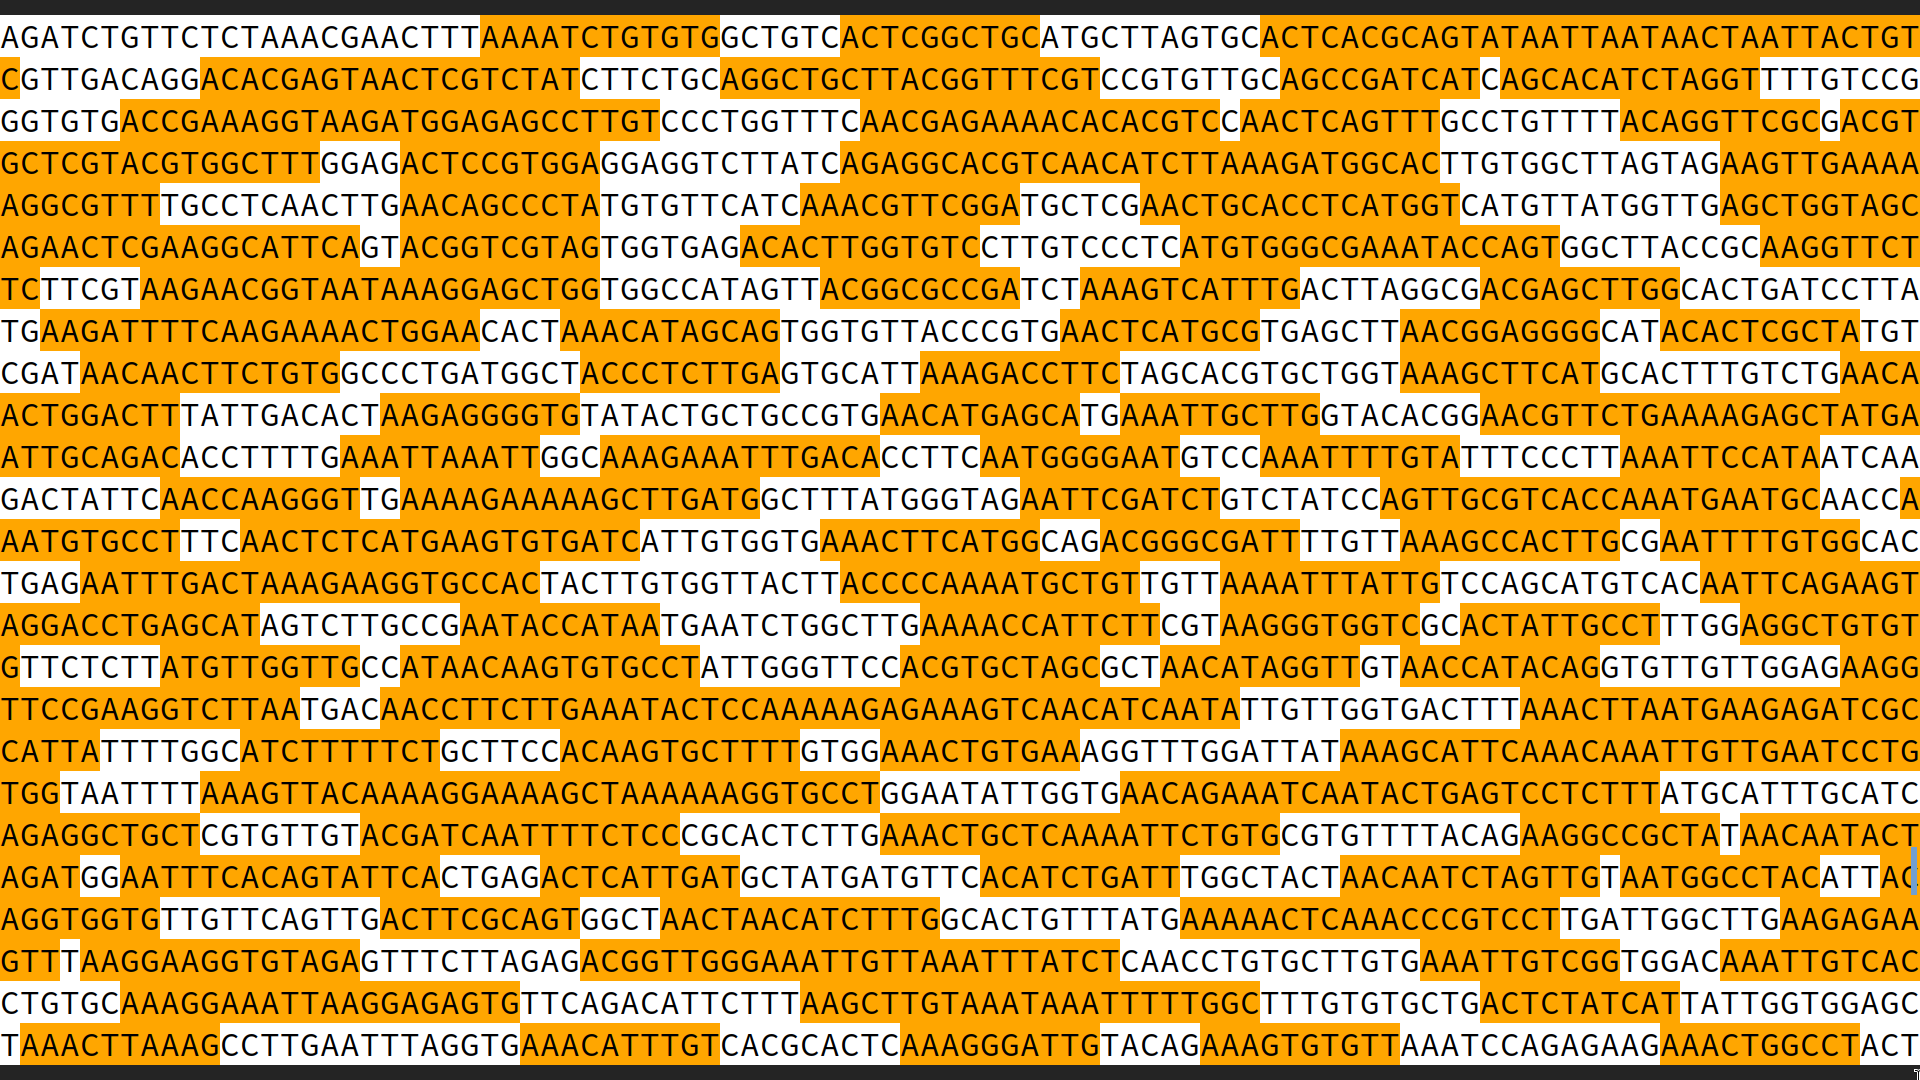 AGATCTGTTCTCTAAACGAACTTTAAAATCTGTGTGGCTGTCACTCGGCTGCATGCTTAGTGCACTCACGCAGTATAATTAATAACTAATTACTGT
CGTTGACAGGACACGAGTAACTCGTCTATCTTCTGCAGGCTGCTTACGGTTTCGTCCGTGTTGCAGCCGATCATCAGCACATCTAGGTTTTGTCCG
GGTGTGACCGAAAGGTAAGATGGAGAGCCTTGTCCCTGGTTTCAACGAGAAAACACACGTCCAACTCAGTTTGCCTGTTTTACAGGTTCGCGACGT
GCTCGTACGTGGCTTTGGAGACTCCGTGGAGGAGGTCTTATCAGAGGCACGTCAACATCTTAAAGATGGCACTTGTGGCTTAGTAGAAGTTGAAAA
AGGCGTTTTGCCTCAACTTGAACAGCCCTATGTGTTCATCAAACGTTCGGATGCTCGAACTGCACCTCATGGTCATGTTATGGTTGAGCTGGTAGC
AGAACTCGAAGGCATTCAGTACGGTCGTAGTGGTGAGACACTTGGTGTCCTTGTCCCTCATGTGGGCGAAATACCAGTGGCTTACCGCAAGGTTCT
TCTTCGTAAGAACGGTAATAAAGGAGCTGGTGGCCATAGTTACGGCGCCGATCTAAAGTCATTTGACTTAGGCGACGAGCTTGGCACTGATCCTTA
TGAAGATTTTCAAGAAAACTGGAACACTAAACATAGCAGTGGTGTTACCCGTGAACTCATGCGTGAGCTTAACGGAGGGGCATACACTCGCTATGT
CGATAACAACTTCTGTGGCCCTGATGGCTACCCTCTTGAGTGCATTAAAGACCTTCTAGCACGTGCTGGTAAAGCTTCATGCACTTTGTCTGAACA
ACTGGACTTTATTGACACTAAGAGGGGTGTATACTGCTGCCGTGAACATGAGCATGAAATTGCTTGGTACACGGAACGTTCTGAAAAGAGCTATGA
ATTGCAGACACCTTTTGAAATTAAATTGGCAAAGAAATTTGACACCTTCAATGGGGAATGTCCAAATTTTGTATTTCCCTTAAATTCCATAATCAA
GACTATTCAACCAAGGGTTGAAAAGAAAAAGCTTGATGGCTTTATGGGTAGAATTCGATCTGTCTATCCAGTTGCGTCACCAAATGAATGCAACCA
AATGTGCCTTTCAACTCTCATGAAGTGTGATCATTGTGGTGAAACTTCATGGCAGACGGGCGATTTTGTTAAAGCCACTTGCGAATTTTGTGGCAC
TGAGAATTTGACTAAAGAAGGTGCCACTACTTGTGGTTACTTACCCCAAAATGCTGTTGTTAAAATTTATTGTCCAGCATGTCACAATTCAGAAGT
AGGACCTGAGCATAGTCTTGCCGAATACCATAATGAATCTGGCTTGAAAACCATTCTTCGTAAGGGTGGTCGCACTATTGCCTTTGGAGGCTGTGT
GTTCTCTTATGTTGGTTGCCATAACAAGTGTGCCTATTGGGTTCCACGTGCTAGCGCTAACATAGGTTGTAACCATACAGGTGTTGTTGGAGAAGG
TTCCGAAGGTCTTAATGACAACCTTCTTGAAATACTCCAAAAAGAGAAAGTCAACATCAATATTGTTGGTGACTTTAAACTTAATGAAGAGATCGC
CATTATTTTGGCATCTTTTTCTGCTTCCACAAGTGCTTTTGTGGAAACTGTGAAAGGTTTGGATTATAAAGCATTCAAACAAATTGTTGAATCCTG
TGGTAATTTTAAAGTTACAAAAGGAAAAGCTAAAAAAGGTGCCTGGAATATTGGTGAACAGAAATCAATACTGAGTCCTCTTTATGCATTTGCATC
AGAGGCTGCTCGTGTTGTACGATCAATTTTCTCCCGCACTCTTGAAACTGCTCAAAATTCTGTGCGTGTTTTACAGAAGGCCGCTATAACAATACT
AGATGGAATTTCACAGTATTCACTGAGACTCATTGATGCTATGATGTTCACATCTGATTTGGCTACTAACAATCTAGTTGTAATGGCCTACATTAC
AGGTGGTGTTGTTCAGTTGACTTCGCAGTGGCTAACTAACATCTTTGGCACTGTTTATGAAAAACTCAAACCCGTCCTTGATTGGCTTGAAGAGAA
GTTTAAGGAAGGTGTAGAGTTTCTTAGAGACGGTTGGGAAATTGTTAAATTTATCTCAACCTGTGCTTGTGAAATTGTCGGTGGACAAATTGTCAC
CTGTGCAAAGGAAATTAAGGAGAGTGTTCAGACATTCTTTAAGCTTGTAAATAAATTTTTGGCTTTGTGTGCTGACTCTATCATTATTGGTGGAGC
TAAACTTAAAGCCTTGAATTTAGGTGAAACATTTGTCACGCACTCAAAGGGATTGTACAGAAAGTGTGTTAAATCCAGAGAAGAAACTGGCCTACT